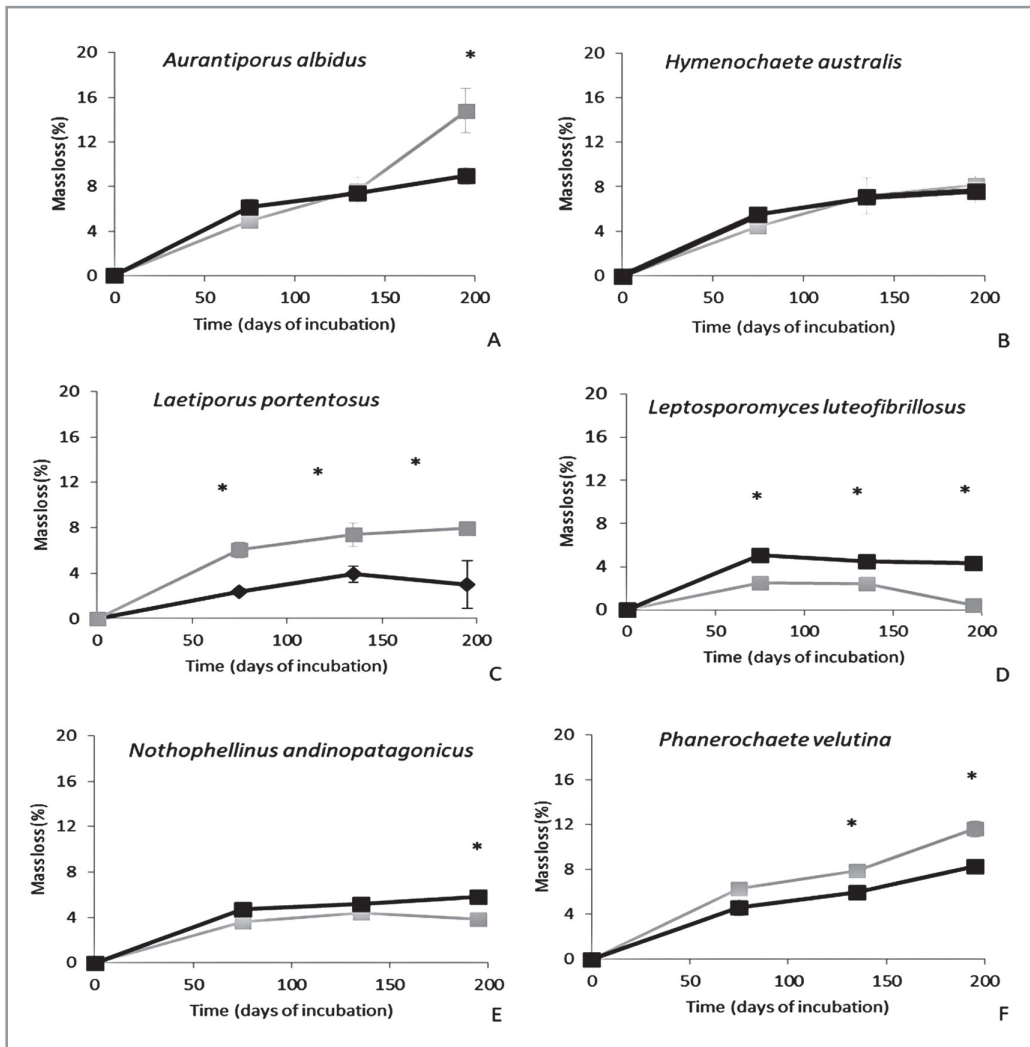 Aurantiporus albidus
*
Massloss(%)
20
16
12
8
4
0
0 50 100 150 200
Time (days of incubation)
A
Hymenochaete australis
Massloss(%)
20
16
12
8
4
0
0 50 100 150 200
Time (days of incubation)
B
Laetiporus portentosus
* * *
Massloss(%)
20
16
12
8
4
0
0 50 100 150 200
Time (days of incubation)
C
Leptosporomyces luteofibrillosus
* * *
Massloss(%)
20
16
12
8
4
0
0 50 100 150 200
Time (days of incubation)
D
Nothophellinus andinopatagonicus
*
Massloss(%)
20
16
12
8
4
0
0 50 100 150 200
Time (days of incubation)
E
Phanerochaete velutina
* *
Massloss(%)
20
16
12
8
4
0
0 50 100 150 200
Time (days of incubation)
F